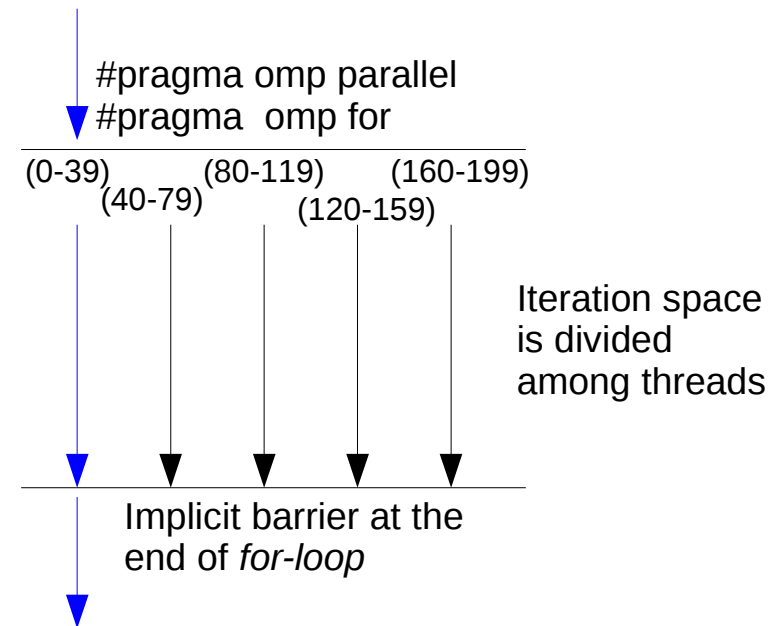 #pragma omp parallel
#pragma  omp for
(0-39)
(40-79)
(80-119)
(120-159)
(160-199)
Iteration space
is divided
among threads
Implicit barrier at the
end of for-loop